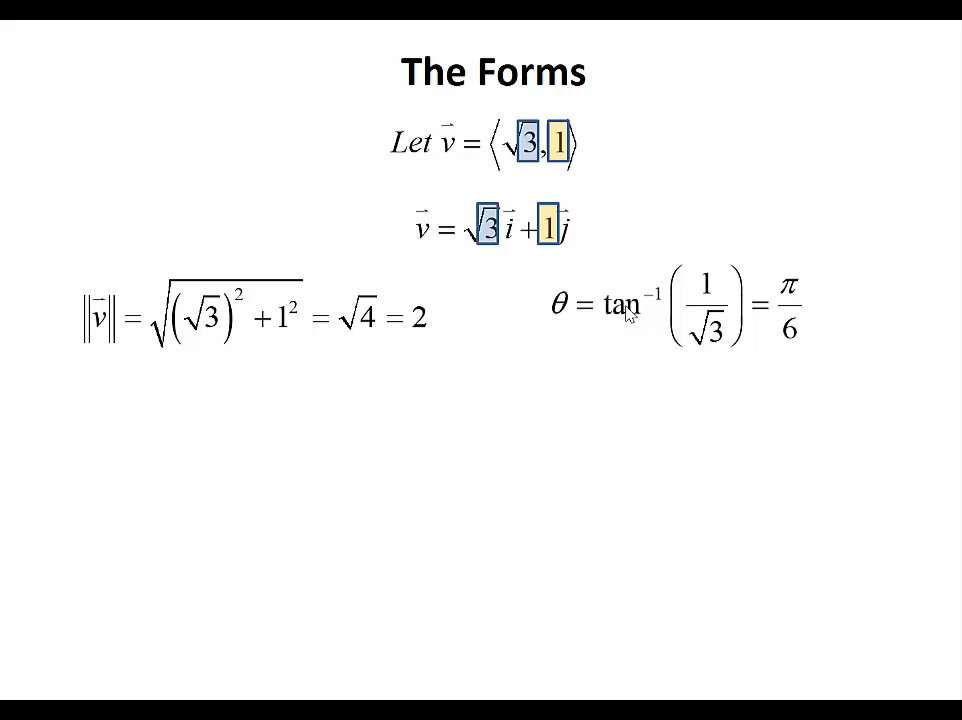 The Forms
Let v⃗ = ⟨√3, 1⟩
v⃗ = √3 i⃗ + 1 j⃗
‖v⃗‖ = √((√3)² + 1²) = √4 = 2
θ = tan⁻¹(1/√3) = π/6